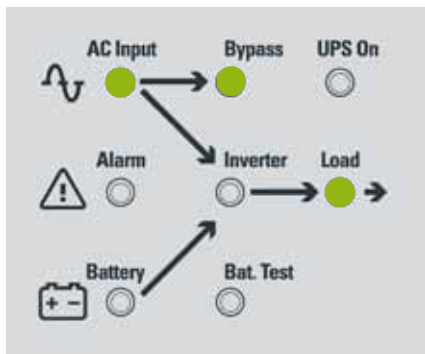 AC Input Bypass UPS On
Alarm Inverter Load
Battery Bat. Test